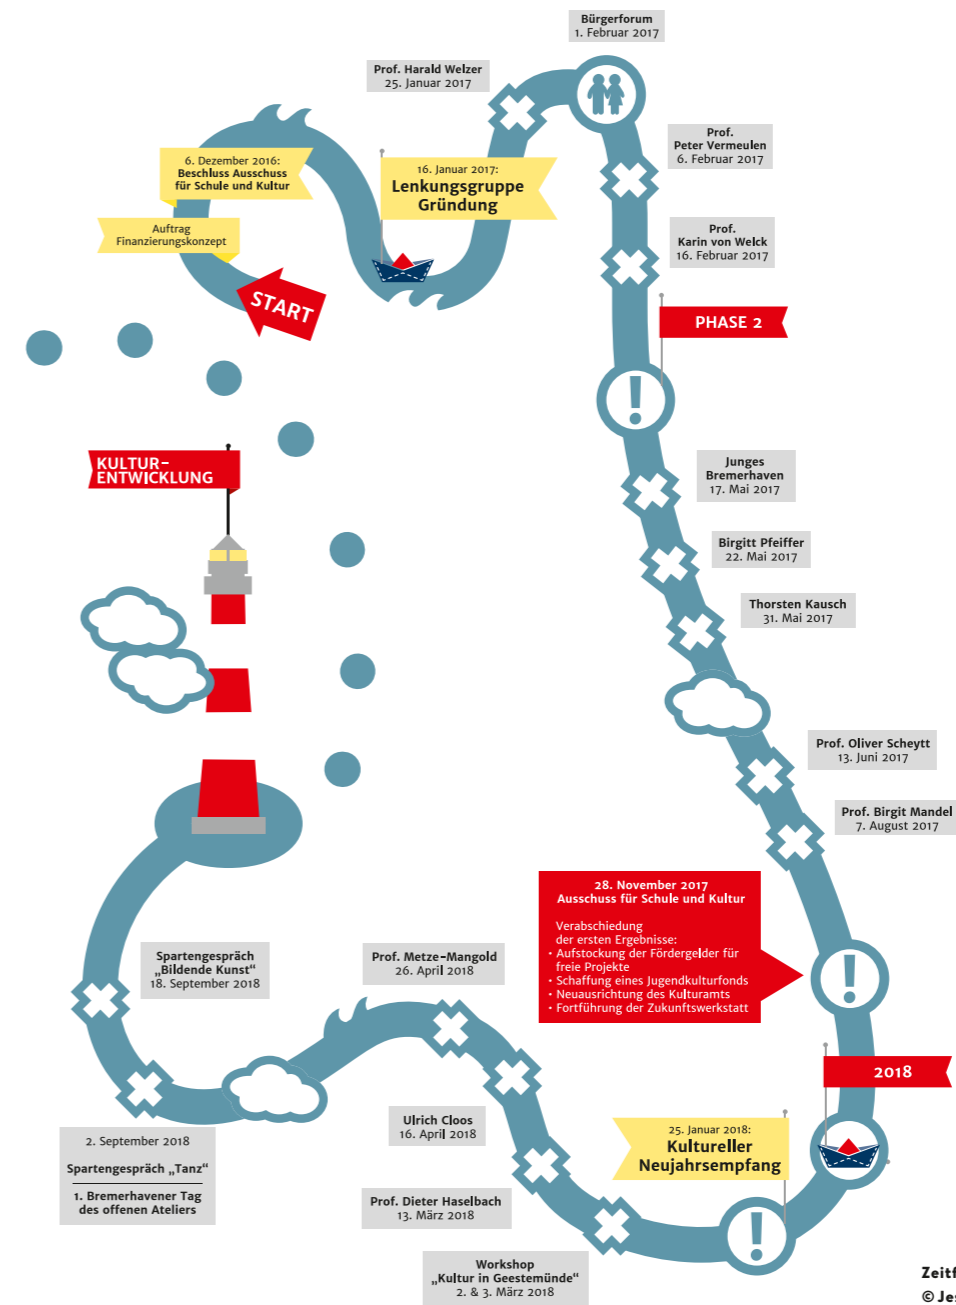 START
Auftrag
Finanzierungskonzept
6. Dezember 2016:
Beschluss Ausschuss
für Schule und Kultur
16. Januar 2017:
Lenkungsgruppe
Gründung
Prof. Harald Welzer
25. Januar 2017
Bürgerforum
1. Februar 2017
Prof.
Peter Vermeulen
6. Februar 2017
Prof.
Karin von Welck
16. Februar 2017
PHASE 2
!
Junges
Bremerhaven
17. Mai 2017
Birgitt Pfeiffer
22. Mai 2017
Thorsten Kausch
31. Mai 2017
Prof. Oliver Scheytt
13. Juni 2017
Prof. Birgit Mandel
7. August 2017
28. November 2017
Ausschuss für Schule und Kultur
Verabschiedung
der ersten Ergebnisse:
• Aufstockung der Fördergelder für
freie Projekte
• Schaffung eines Jugendkulturfonds
• Neuausrichtung des Kulturamts
• Fortführung der Zukunftswerkstatt
!
2018
25. Januar 2018:
Kultureller
Neujahrsempfang
!
Workshop
„Kultur in Geestemünde“
2. & 3. März 2018
Prof. Dieter Haselbach
13. März 2018
Ulrich Cloos
16. April 2018
Prof. Metze-Mangold
26. April 2018
2. September 2018
Spartengespräch „Tanz“
1. Bremerhavener Tag
des offenen Ateliers
Spartengespräch
„Bildende Kunst“
18. September 2018
KULTUR-
ENTWICKLUNG
Zeitf
© Jes